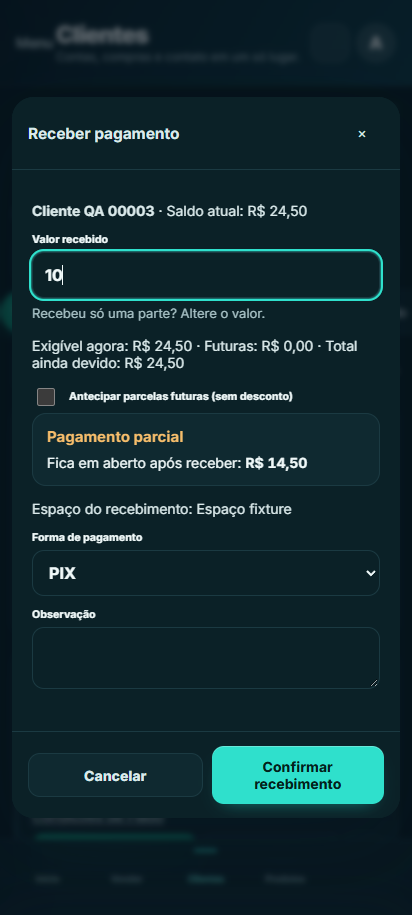 Menu Clientes
Receber pagamento ×
Cliente QA 00003 · Saldo atual: R$ 24,50
Valor recebido
10
Recebeu só uma parte? Altere o valor.
Exigível agora: R$ 24,50 · Futuras: R$ 0,00 · Total
ainda devido: R$ 24,50
Antecipar parcelas futuras (sem desconto)
Pagamento parcial
Fica em aberto após receber: R$ 14,50
Espaço do recebimento: Espaço fixture
Forma de pagamento
PIX
Observação
Cancelar
Confirmar
recebimento